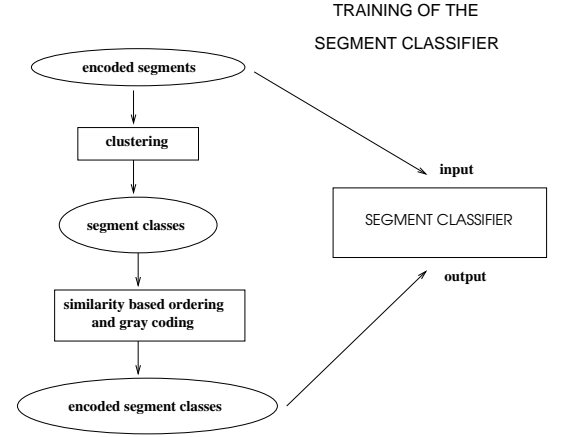 TRAINING OF THE
SEGMENT CLASSIFIER
encoded segments
clustering
input
segment classes
SEGMENT CLASSIFIER
output
similarity based ordering
and gray coding
encoded segment classes